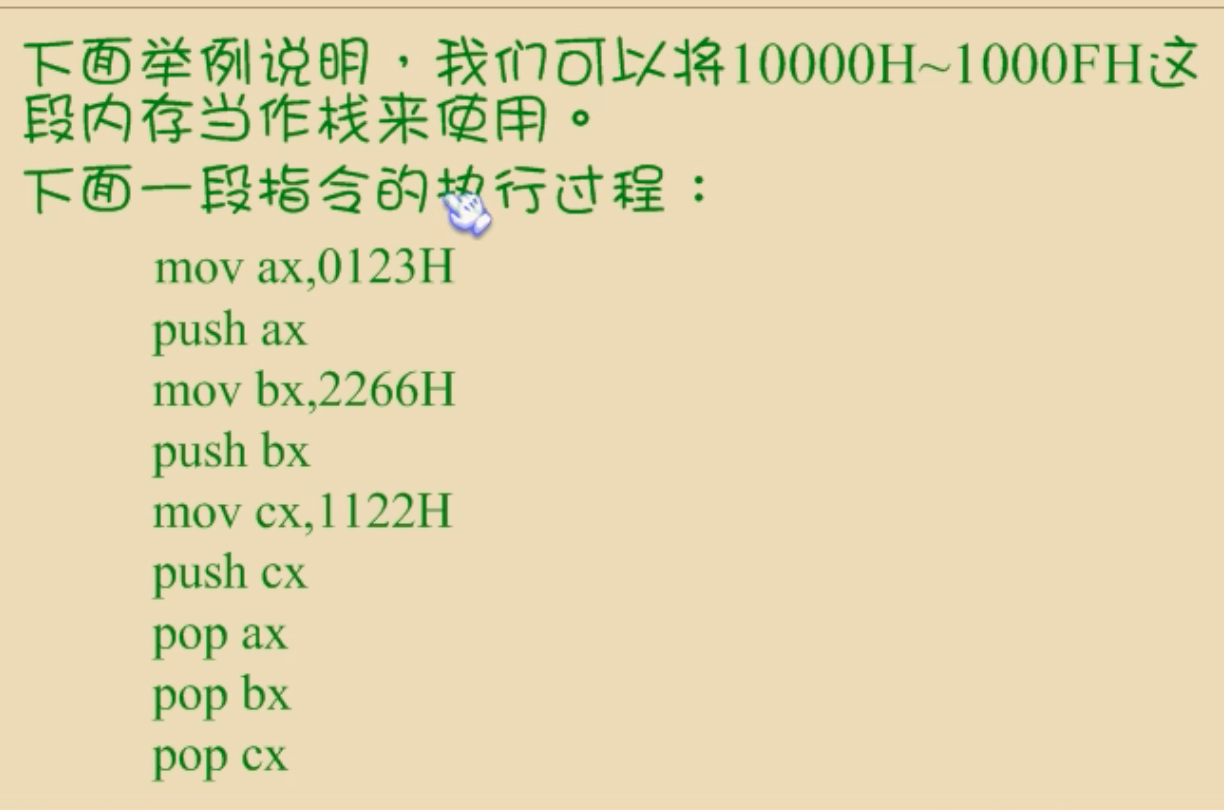 下面举例说明，我们可以将10000H~1000FH这
段内存当作栈来使用。
下面一段指令的执行过程：
mov ax,0123H
push ax
mov bx,2266H
push bx
mov cx,1122H
push cx
pop ax
pop bx
pop cx